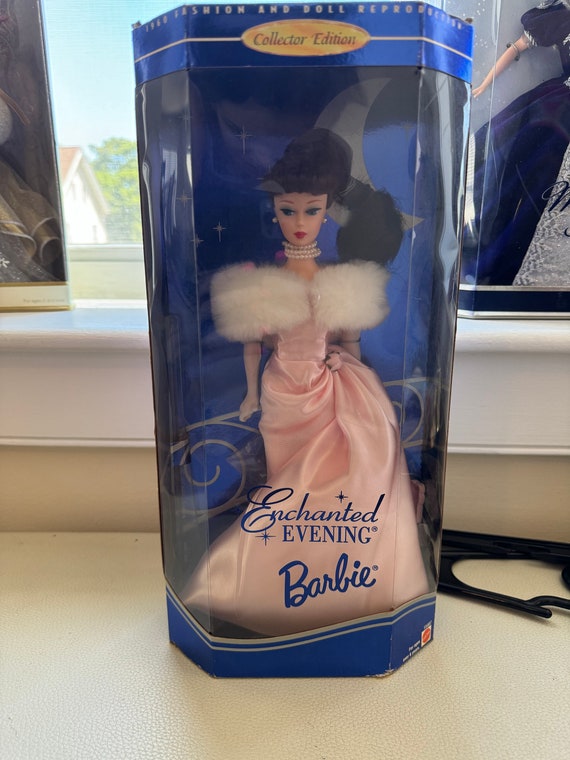 1960 FASHION AND DOLL REPRODUCTION
Collector Edition
Enchanted
EVENING®
Barbie®